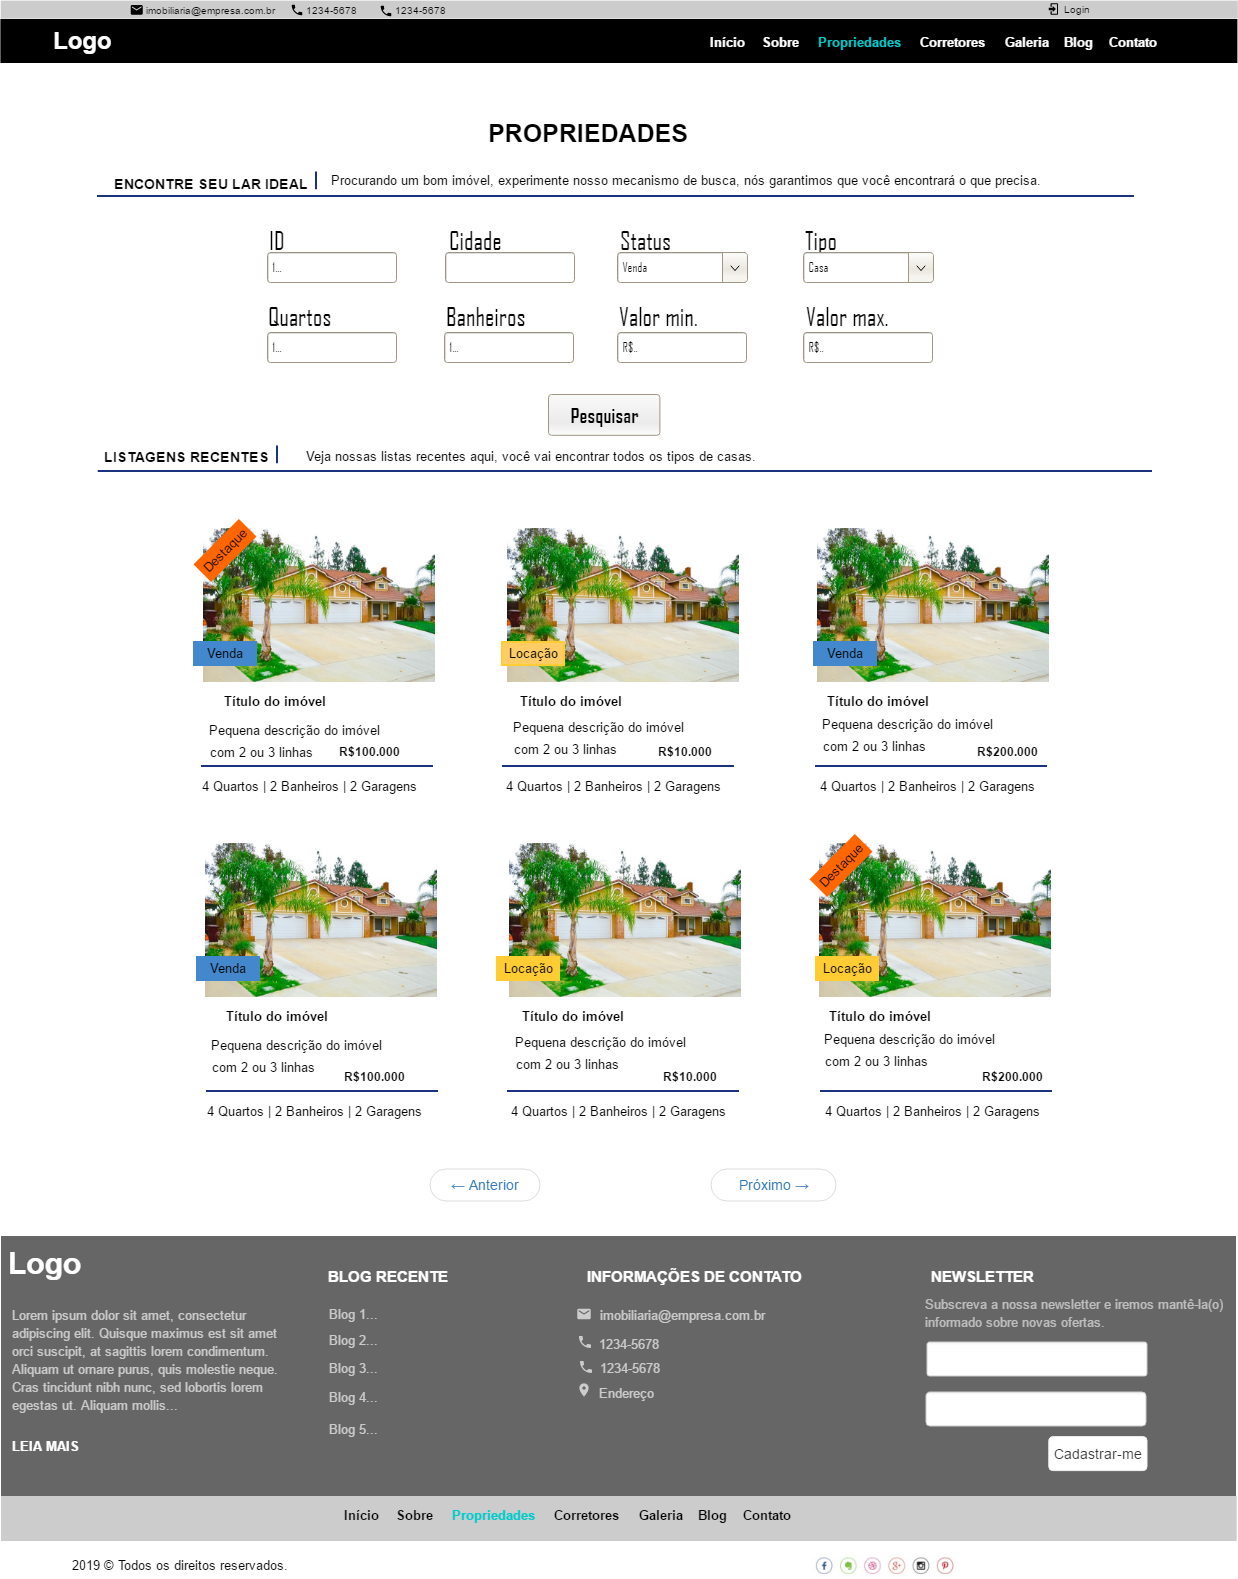 imobiliaria@empresa.com.br 1234-5678 1234-5678 Login
Logo
Início Sobre Propriedades Corretores Galeria Blog Contato
PROPRIEDADES
ENCONTRE SEU LAR IDEAL
Procurando um bom imóvel, experimente nosso mecanismo de busca, nós garantimos que você encontrará o que precisa.
ID Cidade Status Tipo
1... Venda Casa
Quartos Banheiros Valor min. Valor max.
1... 1... R$.. R$..
Pesquisar
LISTAGENS RECENTES
Veja nossas listas recentes aqui, você vai encontrar todos os tipos de casas.
Destaque
Venda
Título do imóvel
Pequena descrição do imóvel
com 2 ou 3 linhas
R$100.000
4 Quartos | 2 Banheiros | 2 Garagens
Locação
Título do imóvel
Pequena descrição do imóvel
com 2 ou 3 linhas
R$10.000
4 Quartos | 2 Banheiros | 2 Garagens
Venda
Título do imóvel
Pequena descrição do imóvel
com 2 ou 3 linhas
R$200.000
4 Quartos | 2 Banheiros | 2 Garagens
Venda
Título do imóvel
Pequena descrição do imóvel
com 2 ou 3 linhas
R$100.000
4 Quartos | 2 Banheiros | 2 Garagens
Locação
Título do imóvel
Pequena descrição do imóvel
com 2 ou 3 linhas
R$10.000
4 Quartos | 2 Banheiros | 2 Garagens
Destaque
Locação
Título do imóvel
Pequena descrição do imóvel
com 2 ou 3 linhas
R$200.000
4 Quartos | 2 Banheiros | 2 Garagens
← Anterior
Próximo →
Logo
Lorem ipsum dolor sit amet, consectetur
adipiscing elit. Quisque maximus est sit amet
orci suscipit, at sagittis lorem condimentum.
Aliquam ut ornare purus, quis molestie neque.
Cras tincidunt nibh nunc, sed lobortis lorem
egestas ut. Aliquam mollis...
LEIA MAIS
BLOG RECENTE
Blog 1...
Blog 2...
Blog 3...
Blog 4...
Blog 5...
INFORMAÇÕES DE CONTATO
imobiliaria@empresa.com.br
1234-5678
1234-5678
Endereço
NEWSLETTER
Subscreva a nossa newsletter e iremos mantê-la(o)
informado sobre novas ofertas.
Cadastrar-me
Início Sobre Propriedades Corretores Galeria Blog Contato
2019 © Todos os direitos reservados.